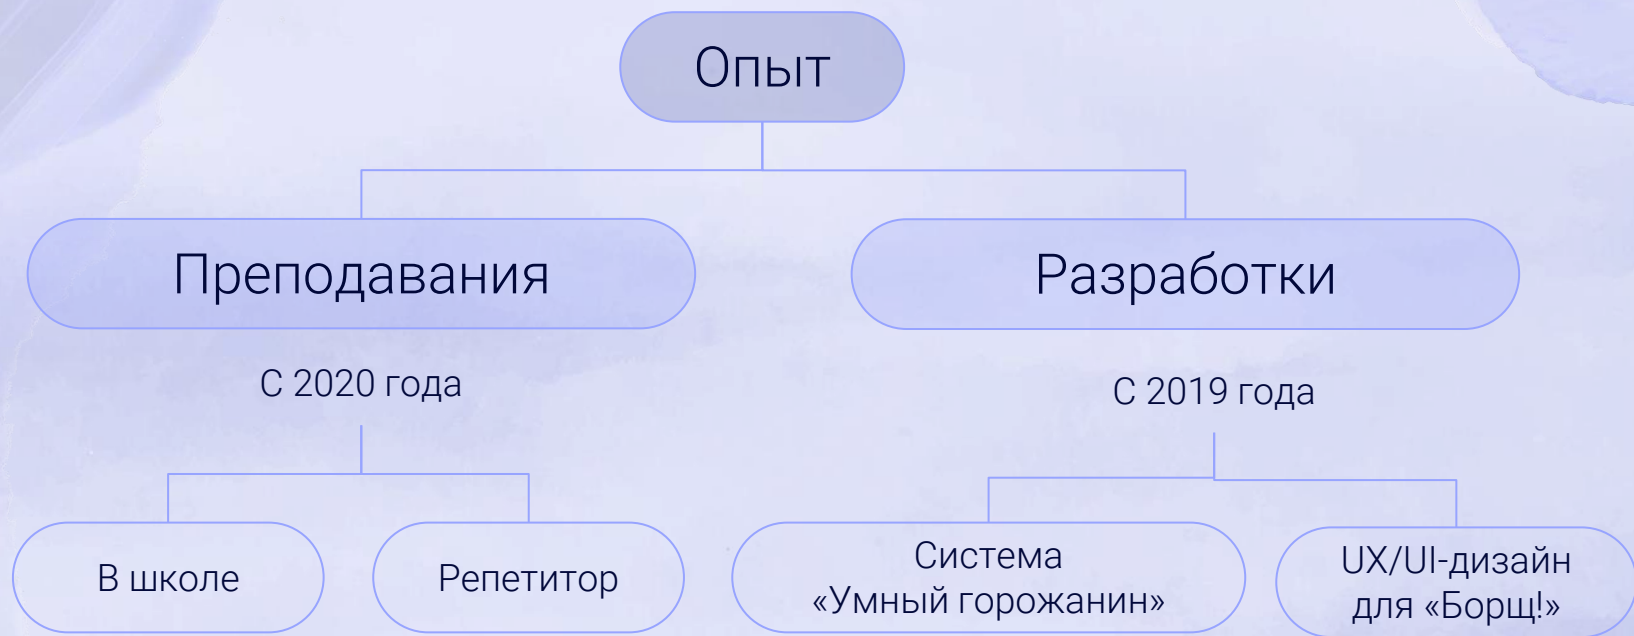 Опыт
Преподавания
Разработки
С 2020 года
С 2019 года
В школе
Репетитор
Система
«Умный горожанин»
UX/UI-дизайн
для «Борщ!»